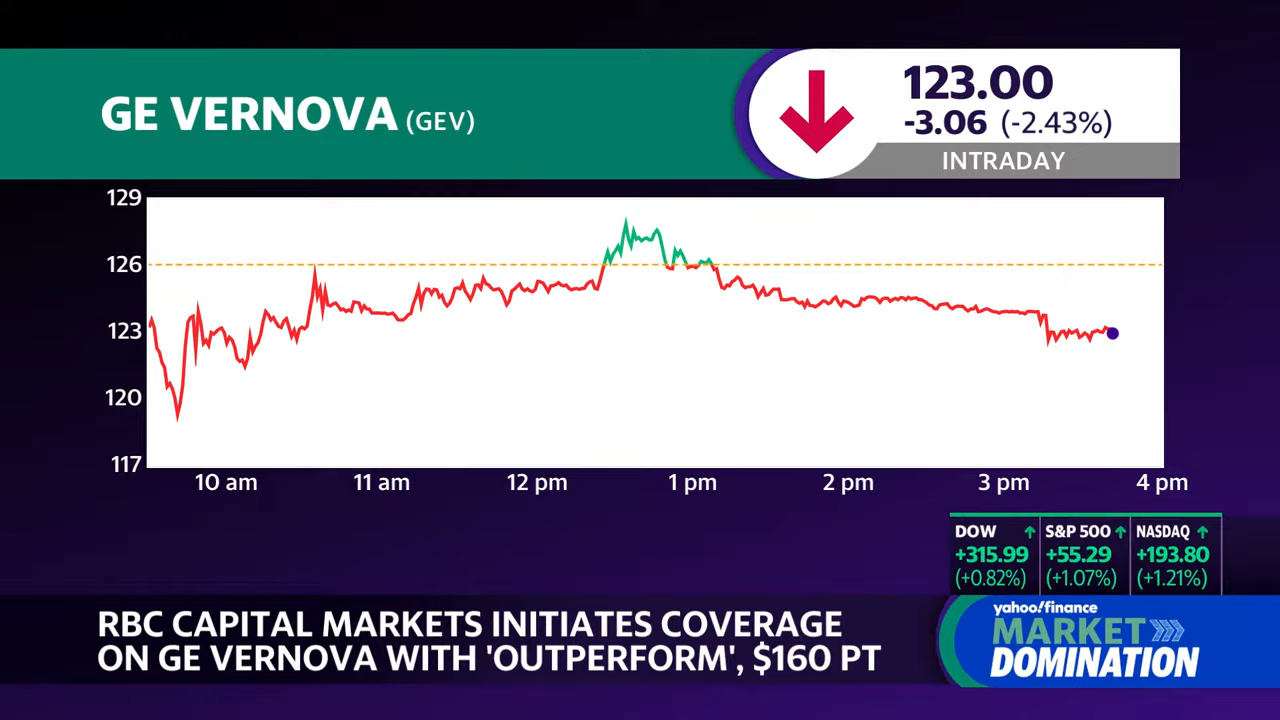 GE VERNOVA (GEV)
123.00
-3.06 (-2.43%)
INTRADAY
129
126
123
120
117
10 am 11 am 12 pm 1 pm 2 pm 3 pm 4 pm
DOW S&P 500 NASDAQ
+315.99 +55.29 +193.80
(+0.82%) (+1.07%) (+1.21%)
RBC CAPITAL MARKETS INITIATES COVERAGE
ON GE VERNOVA WITH 'OUTPERFORM', $160 PT
yahoo!finance
MARKET
DOMINATION